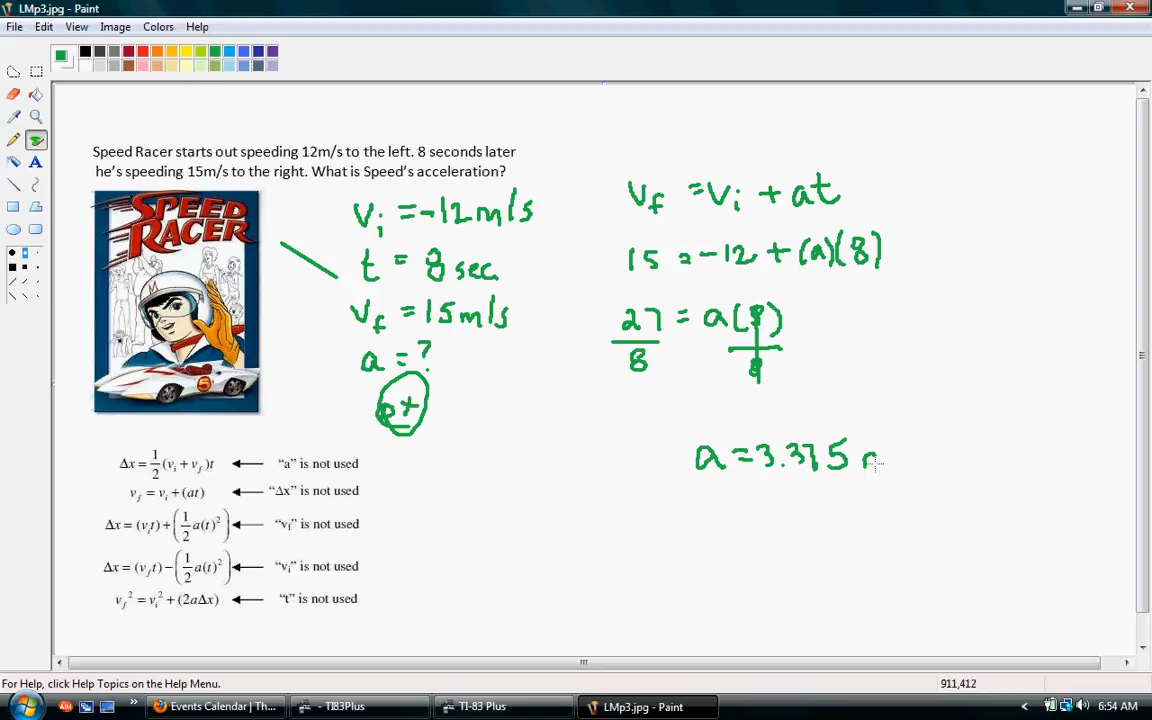 LMp3.jpg - Paint
File Edit View Image Colors Help
Speed Racer starts out speeding 12m/s to the left. 8 seconds later
he's speeding 15m/s to the right. What is Speed's acceleration?
SPEED
RACER
M
5
vi = -12 m/s
t = 8 sec
vf = 15 m/s
a = ?
vf = vi + at
15 = -12 + (a)(8)
27 = a(8)
8 8
a = 3.375
Δx = 1/2 (vi + vf)t ← "a" is not used
vf = vi + (at) ← "Δx" is not used
Δx = (vit) + (1/2 a(t)²) ← "vf" is not used
Δx = (vft) − (1/2 a(t)²) ← "vi" is not used
vf² = vi² + (2aΔx) ← "t" is not used
For Help, click Help Topics on the Help Menu.
911,412
Events Calendar | Th...
- TI83Plus
TI-83 Plus
LMp3.jpg - Paint
6:54 AM